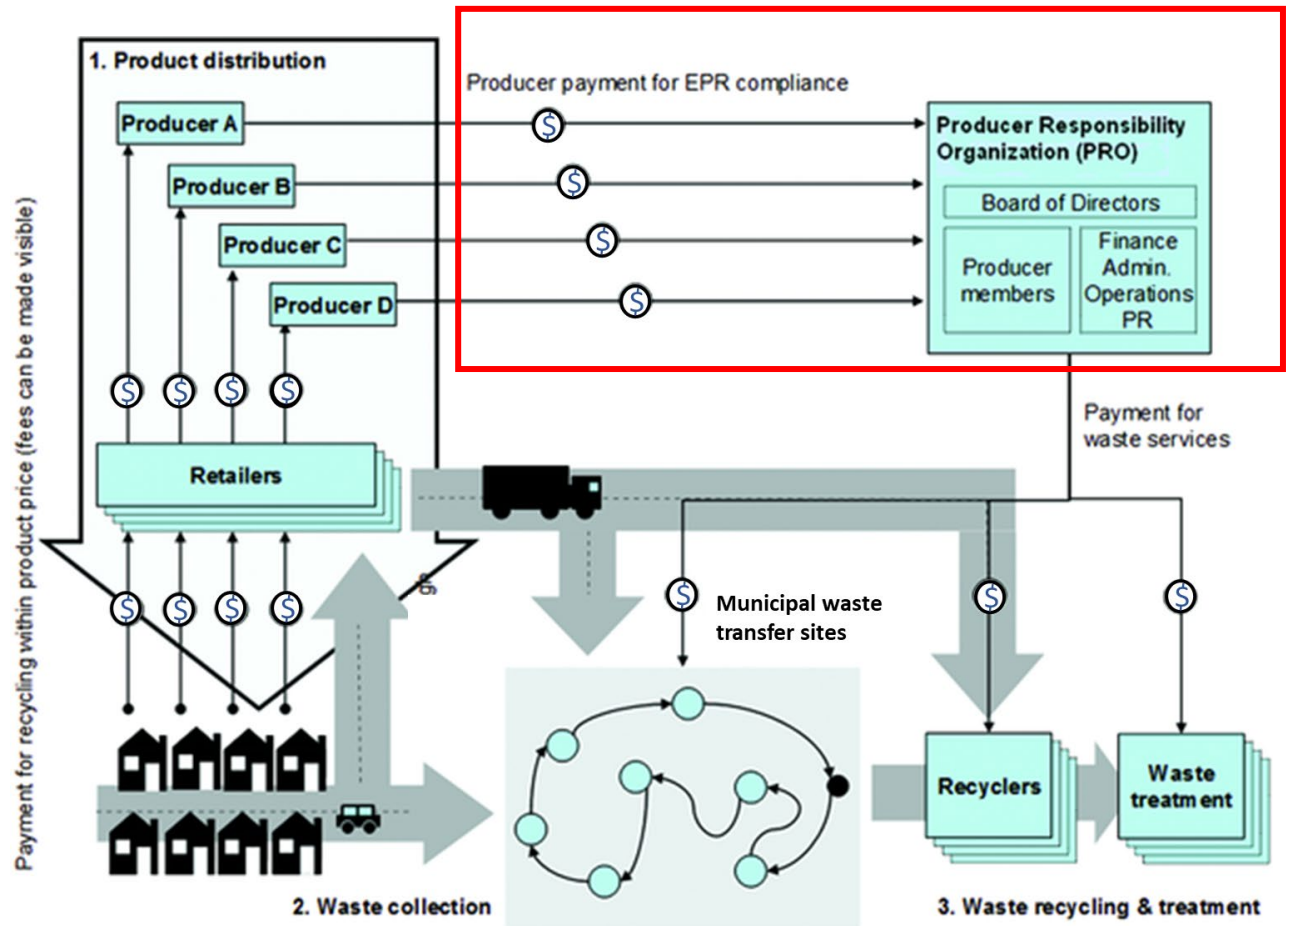 1. Product distribution
Producer payment for EPR compliance
Producer A
$
Producer Responsibility
Organization (PRO)
Producer B
$
Board of Directors
Producer C
$
Producer
members
Finance
Admin.
Operations
PR
Producer D
$
$ $ $ $
Payment for
waste services
Retailers
Payment for recycling within product price (fees can be made visible)
$ $ $ $
$
$
$
Municipal waste
transfer sites
Recyclers
Waste
treatment
2. Waste collection
3. Waste recycling & treatment